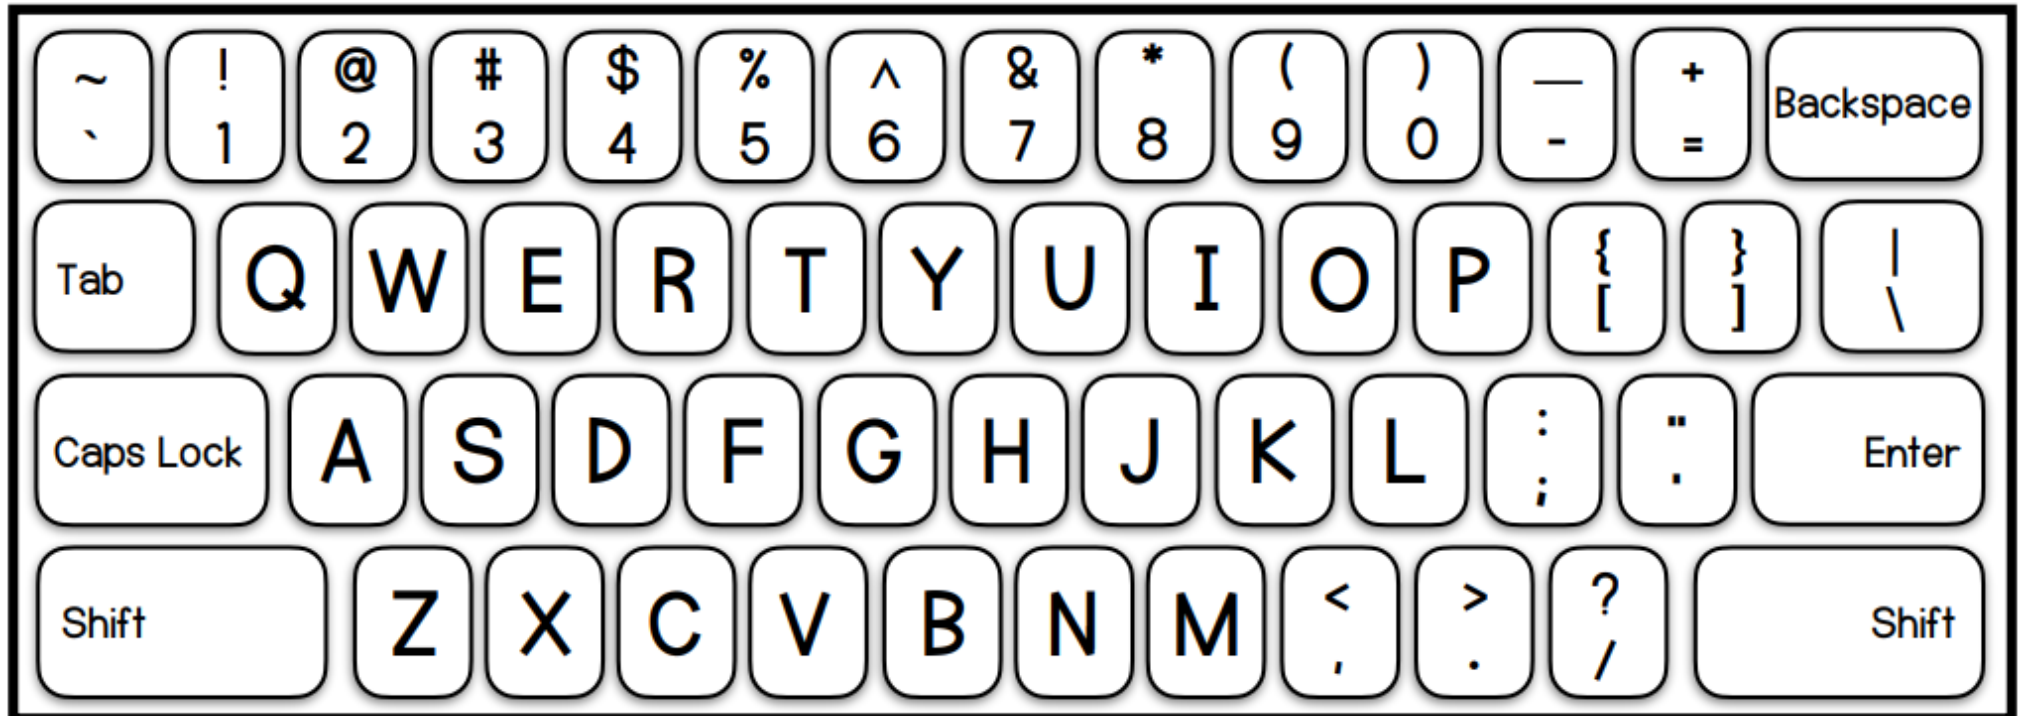 ~ ! @ # $ % ^ & * ( ) _ +
` 1 2 3 4 5 6 7 8 9 0 - = Backspace
Tab Q W E R T Y U I O P { } |
[ ] \
Caps Lock A S D F G H J K L : " Enter
; '
Shift Z X C V B N M < > ? Shift
, . /